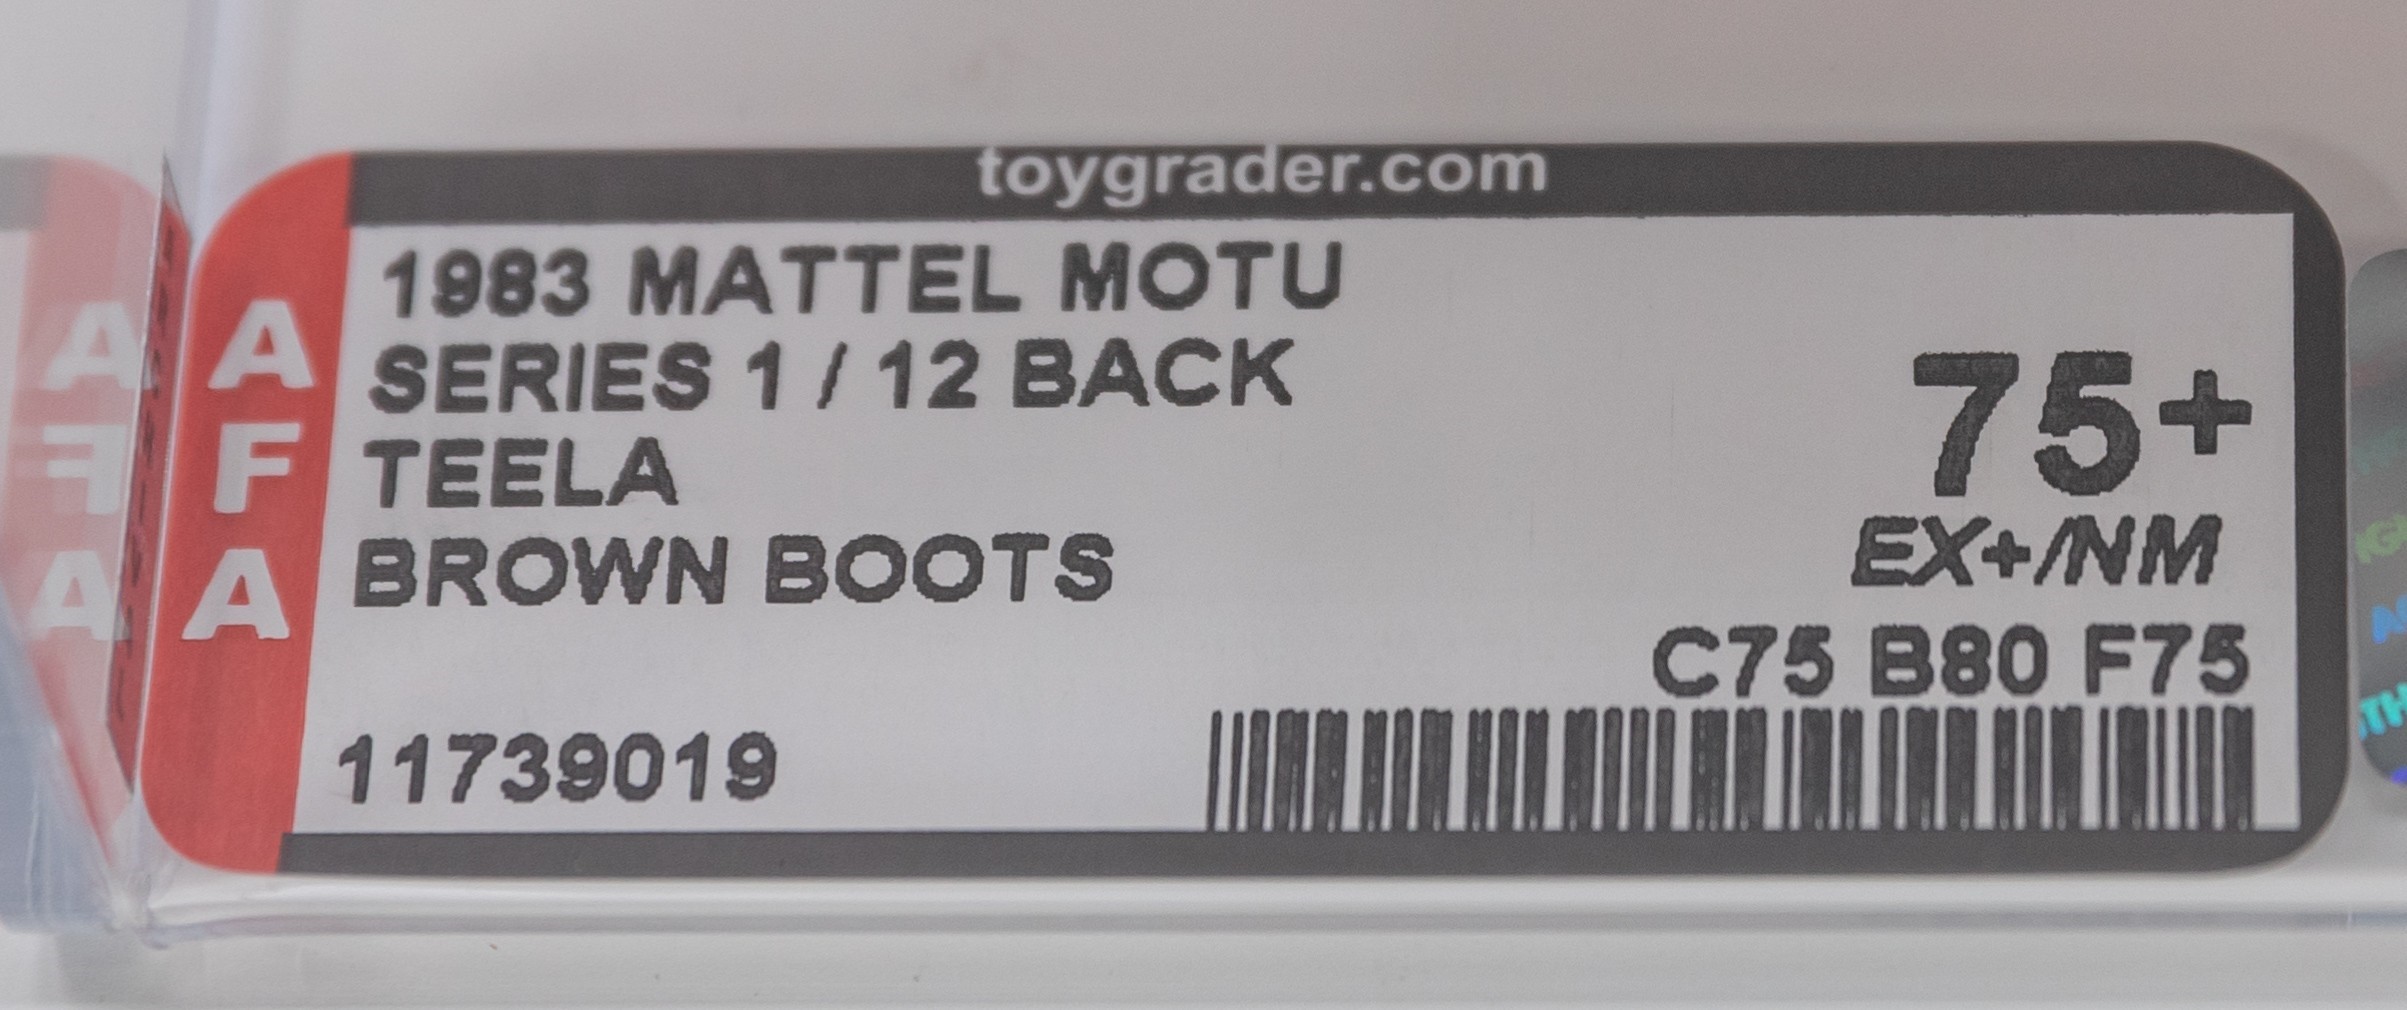 toygrader.com
AFA
1983 MATTEL MOTU
SERIES 1 / 12 BACK
TEELA
BROWN BOOTS
75+
EX+/NM
C75 B80 F75
11739019